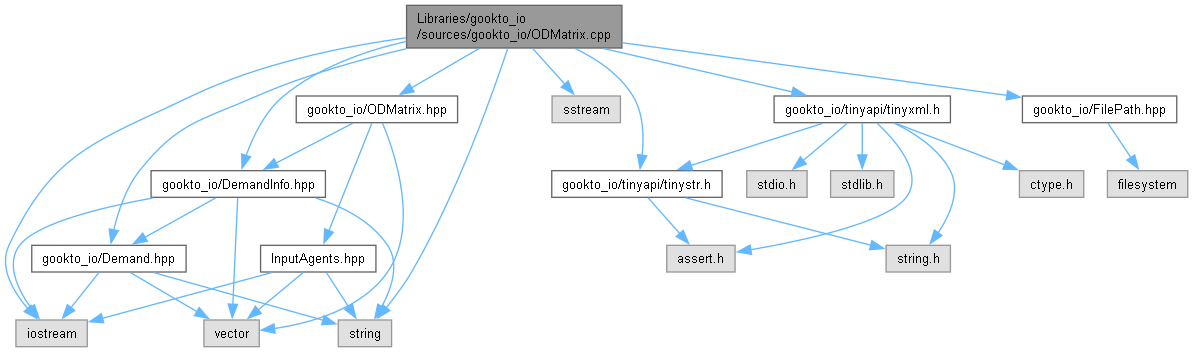 Libraries/gookto_io
/sources/gookto_io/ODMatrix.cpp
gookto_io/ODMatrix.hpp
sstream
gookto_io/tinyapi/tinyxml.h
gookto_io/FilePath.hpp
gookto_io/DemandInfo.hpp
gookto_io/tinyapi/tinystr.h
stdio.h
stdlib.h
ctype.h
filesystem
gookto_io/Demand.hpp
InputAgents.hpp
assert.h
string.h
iostream
vector
string